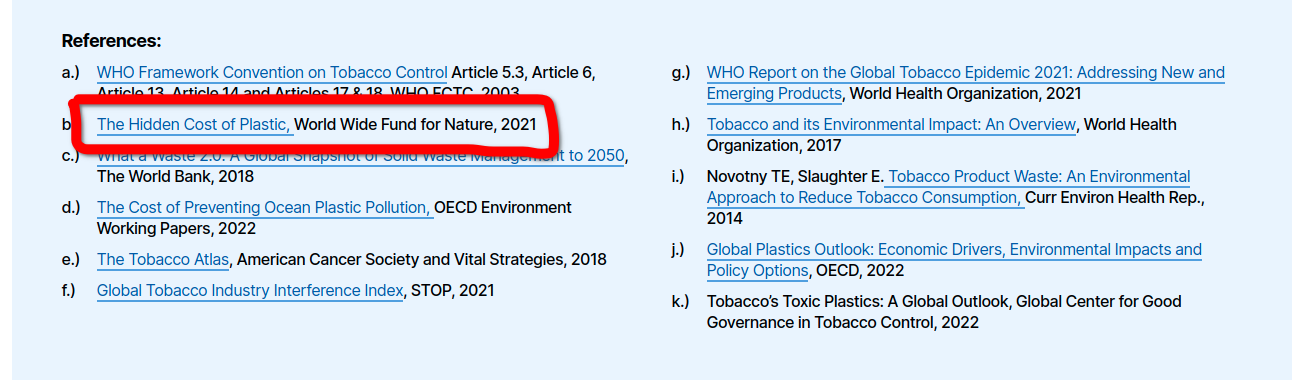 References:
a.) WHO Framework Convention on Tobacco Control Article 5.3, Article 6,
Article 13, Article 14 and Articles 17 & 18, WHO FCTC, 2003
b
The Hidden Cost of Plastic, World Wide Fund for Nature, 2021
c.) What a Waste 2.0: A Global Snapshot of Solid Waste Management to 2050,
The World Bank, 2018
d.) The Cost of Preventing Ocean Plastic Pollution, OECD Environment
Working Papers, 2022
e.) The Tobacco Atlas, American Cancer Society and Vital Strategies, 2018
f.) Global Tobacco Industry Interference Index, STOP, 2021
g.) WHO Report on the Global Tobacco Epidemic 2021: Addressing New and
Emerging Products, World Health Organization, 2021
h.) Tobacco and its Environmental Impact: An Overview, World Health
Organization, 2017
i.) Novotny TE, Slaughter E. Tobacco Product Waste: An Environmental
Approach to Reduce Tobacco Consumption, Curr Environ Health Rep.,
2014
j.) Global Plastics Outlook: Economic Drivers, Environmental Impacts and
Policy Options, OECD, 2022
k.) Tobacco’s Toxic Plastics: A Global Outlook, Global Center for Good
Governance in Tobacco Control, 2022